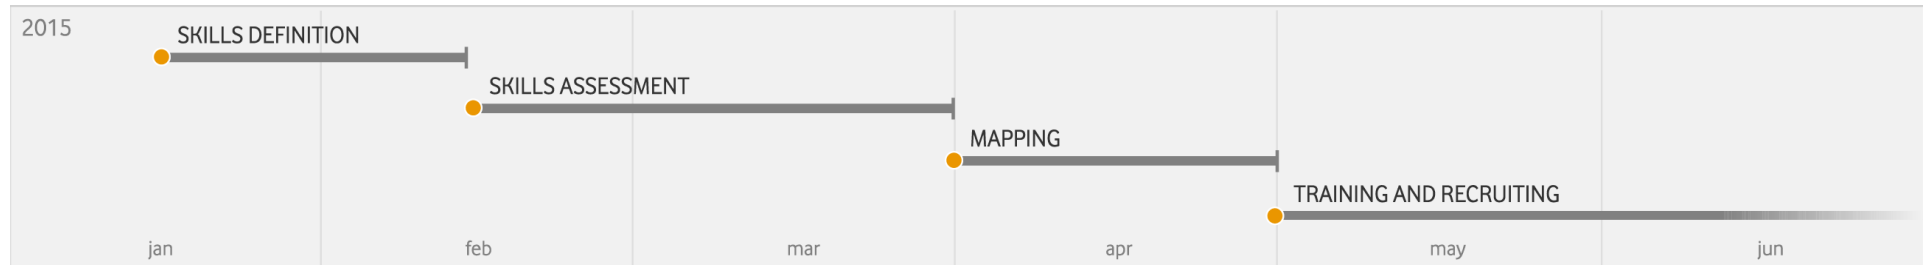 2015
SKILLS DEFINITION
SKILLS ASSESSMENT
MAPPING
TRAINING AND RECRUITING
jan feb mar apr may jun